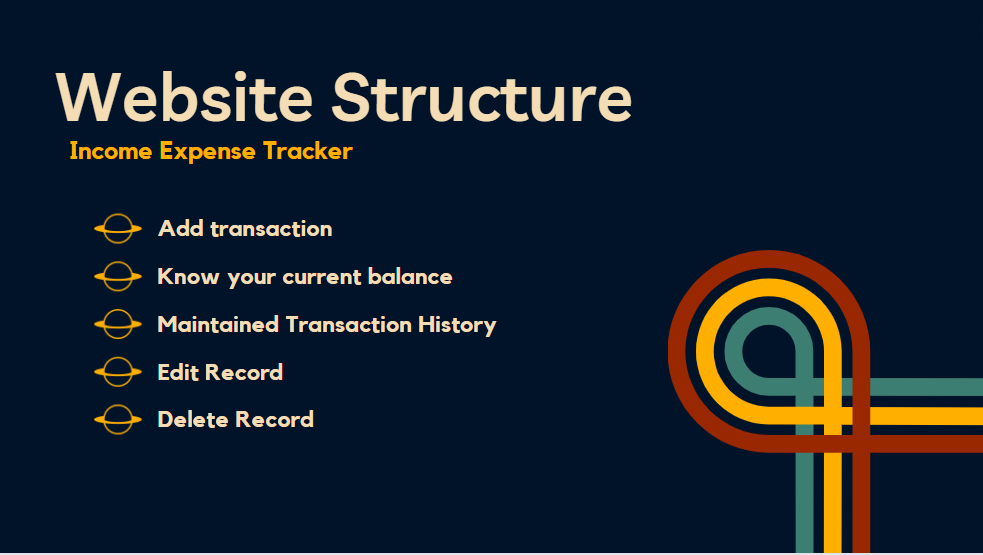 Website Structure
Income Expense Tracker
Add transaction
Know your current balance
Maintained Transaction History
Edit Record
Delete Record